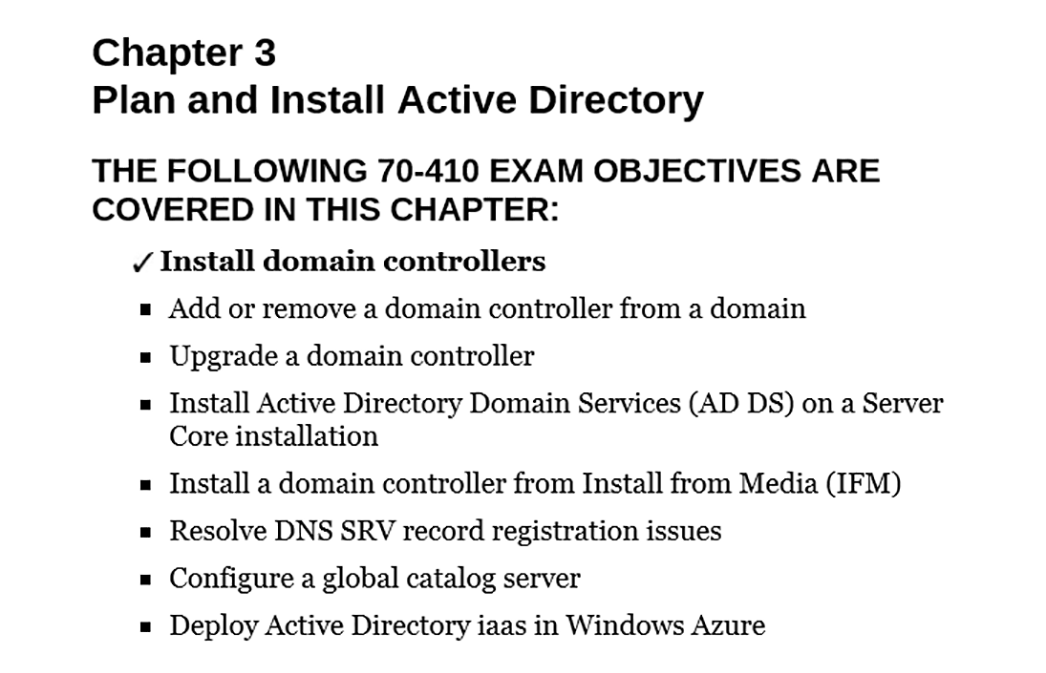 Chapter 3
Plan and Install Active Directory
THE FOLLOWING 70-410 EXAM OBJECTIVES ARE
COVERED IN THIS CHAPTER:
✓ Install domain controllers
▪ Add or remove a domain controller from a domain
▪ Upgrade a domain controller
▪ Install Active Directory Domain Services (AD DS) on a Server
Core installation
▪ Install a domain controller from Install from Media (IFM)
▪ Resolve DNS SRV record registration issues
▪ Configure a global catalog server
▪ Deploy Active Directory iaas in Windows Azure